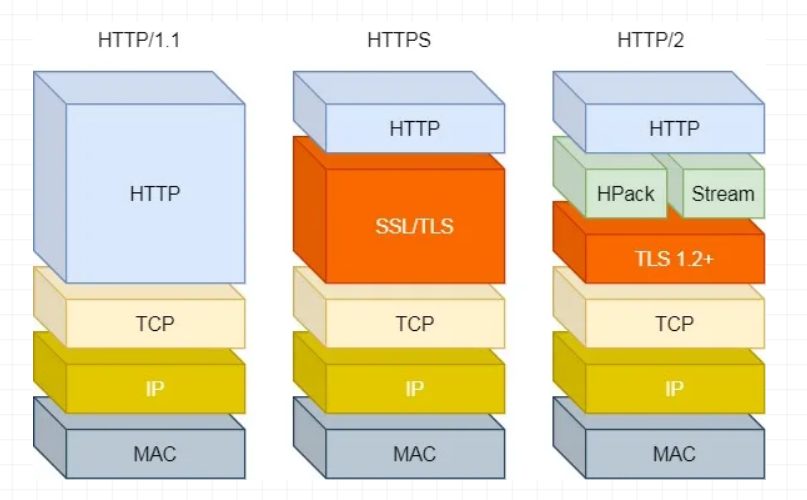 HTTP/1.1
HTTP
TCP
IP
MAC
HTTPS
HTTP
SSL/TLS
TCP
IP
MAC
HTTP/2
HTTP
HPack
Stream
TLS 1.2+
TCP
IP
MAC